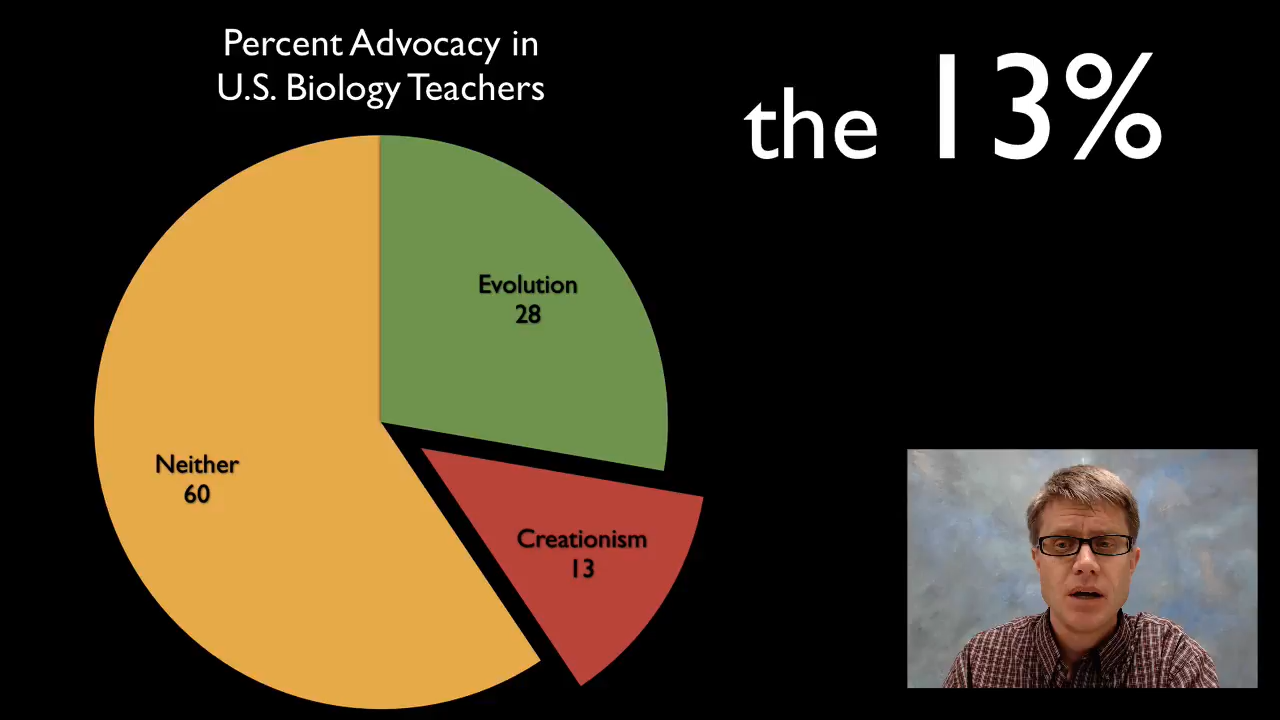 Percent Advocacy in
U.S. Biology Teachers
the 13%
Evolution
28
Neither
60
Creationism
13